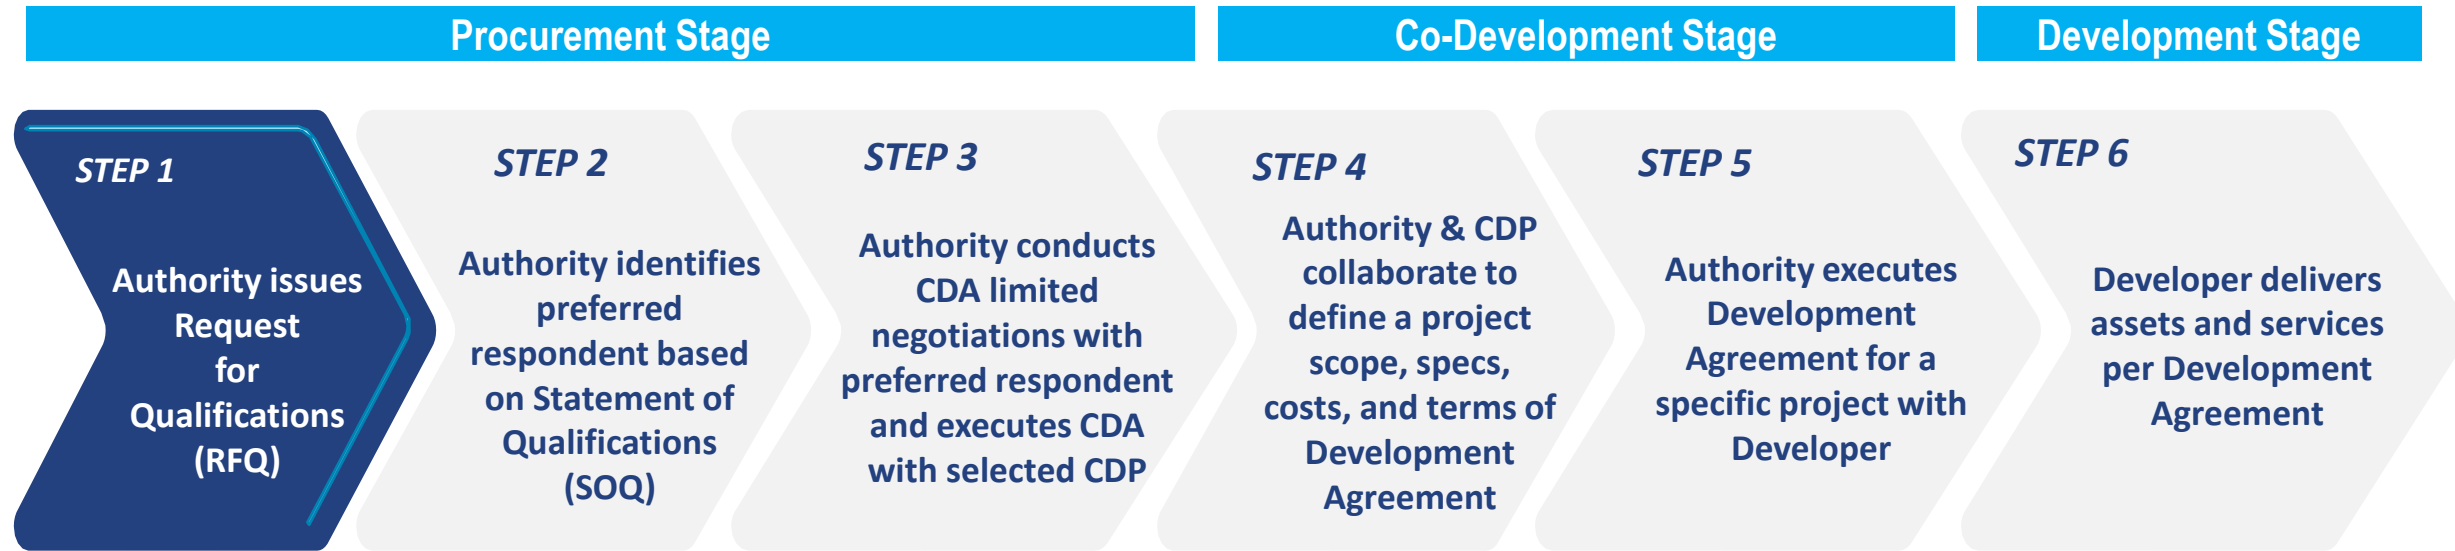 Procurement Stage
Co-Development Stage
Development Stage
STEP 1
Authority issues
Request
for
Qualifications
(RFQ)
STEP 2
Authority identifies
preferred
respondent based
on Statement of
Qualifications
(SOQ)
STEP 3
Authority conducts
CDA limited
negotiations with
preferred respondent
and executes CDA
with selected CDP
STEP 4
Authority & CDP
collaborate to
define a project
scope, specs,
costs, and terms of
Development
Agreement
STEP 5
Authority executes
Development
Agreement for a
specific project with
Developer
STEP 6
Developer delivers
assets and services
per Development
Agreement